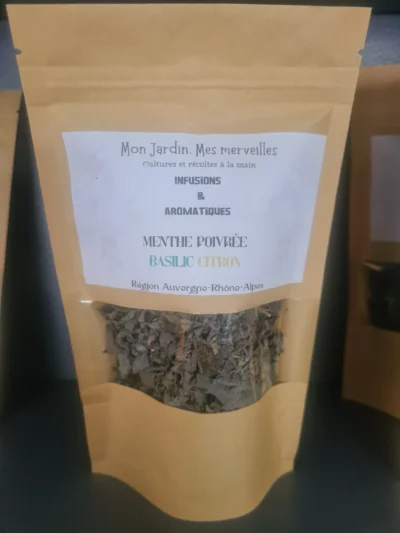 Mon Jardin. Mes merveilles
Cultures et récoltes à la main
INFUSIONS
&
AROMATIQUES
MENTHE POIVRÉE
BASILIC CITRON
Région Auvergne-Rhône-Alpes